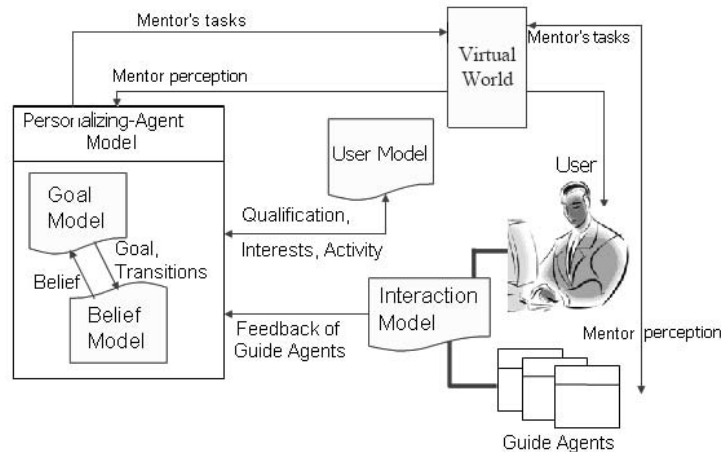 Mentor's tasks
Virtual
World
Mentor's tasks
Mentor perception
Personalizing-Agent
Model
User Model
User
Goal
Model
Qualification,
Interests, Activity
Goal,
Transitions
Belief
Belief
Model
Interaction
Model
Feedback of
Guide Agents
Mentor perception
Guide Agents